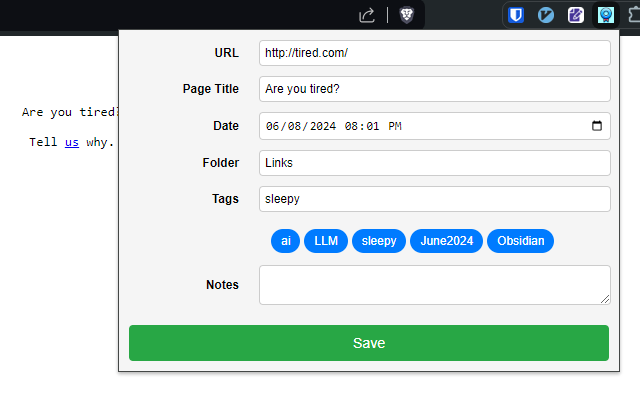 URL http://tired.com/
Page Title Are you tired?
Are you tired?
Date 06/08/2024 08:01 PM
Tell us why.
Folder Links
Tags sleepy
ai LLM sleepy June2024 Obsidian
Notes
Save